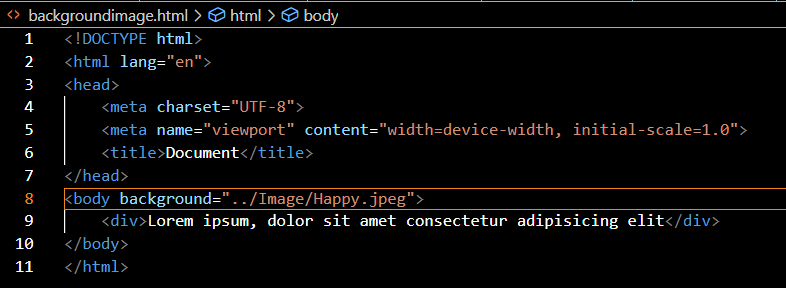 backgroundimage.html > html > body
1 <!DOCTYPE html>
2 <html lang="en">
3 <head>
4     <meta charset="UTF-8">
5     <meta name="viewport" content="width=device-width, initial-scale=1.0">
6     <title>Document</title>
7 </head>
8 <body background="../Image/Happy.jpeg">
9     <div>Lorem ipsum, dolor sit amet consectetur adipisicing elit</div>
10 </body>
11 </html>